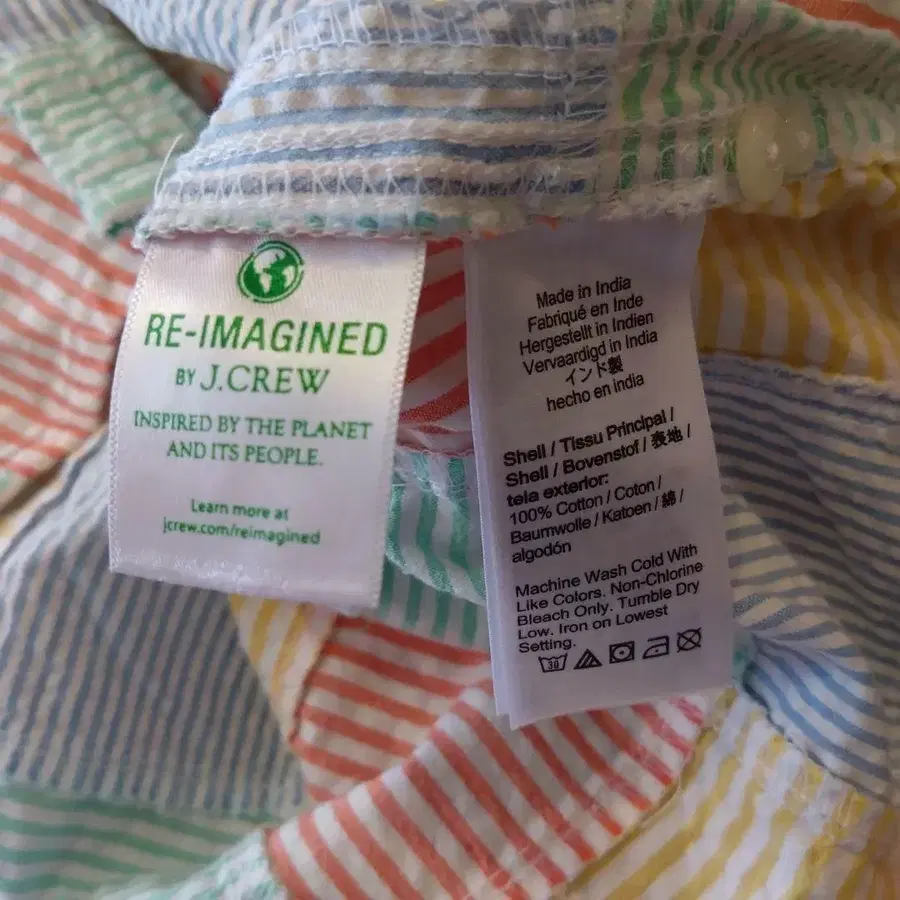 RE-IMAGINED
BY J.CREW
INSPIRED BY THE PLANET
AND ITS PEOPLE.
Learn more at
jcrew.com/reimagined
Made in India
Fabriqué en Inde
Hergestellt in Indien
Vervaardigd in India
インド製
hecho en india
Shell / Tissu Principal /
Shell / Bovenstof / 表地 /
tela exterior:
100% Cotton / Coton /
Baumwolle / Katoen / 綿 /
algodón
Machine Wash Cold With
Like Colors. Non-Chlorine
Bleach Only. Tumble Dry
Low. Iron on Lowest
Setting.
30